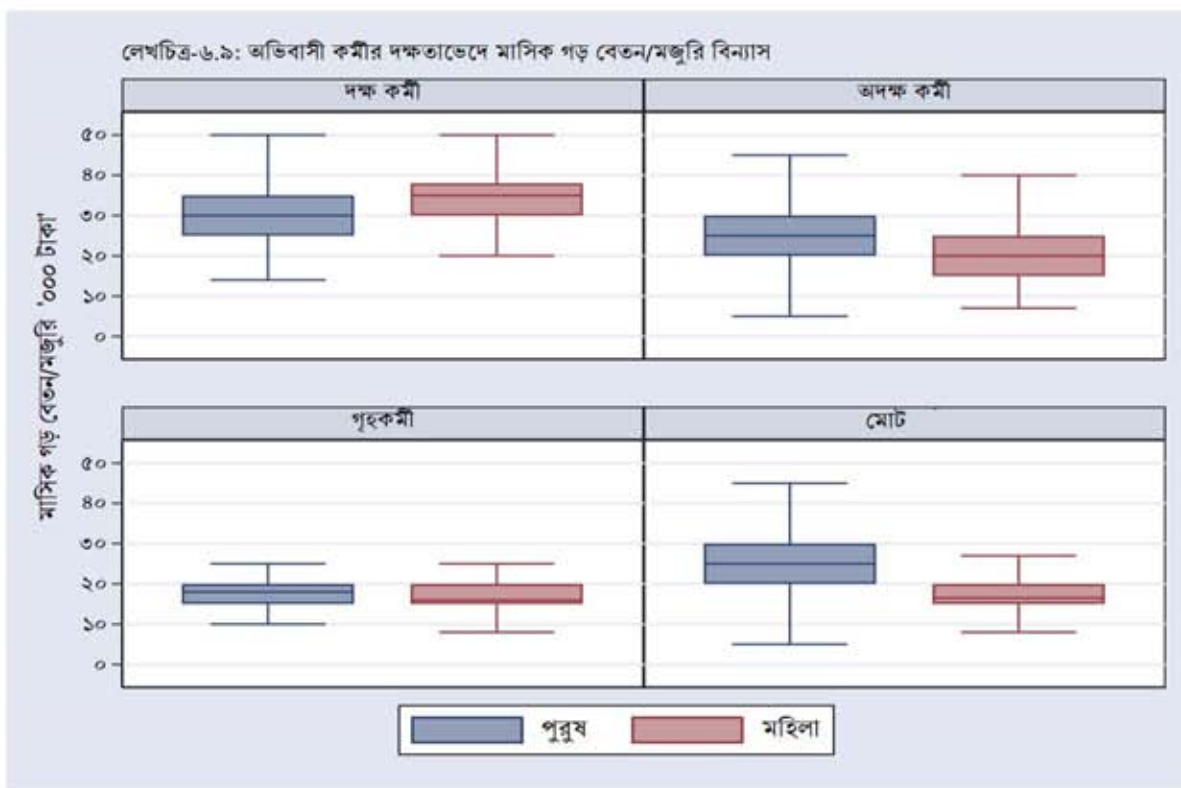 লেখচিত্র-৬.৯: অভিবাসী কর্মীর দক্ষতাভেদে মাসিক গড় বেতন/মজুরি বিন্যাস
দক্ষ কর্মী
অদক্ষ কর্মী
৫০
৪০
৩০
২০
১০
০
মাসিক গড় বেতন/মজুরি '০০০ টাকা'
গৃহকর্মী
মোট
৫০
৪০
৩০
২০
১০
০
পুরুষ
মহিলা